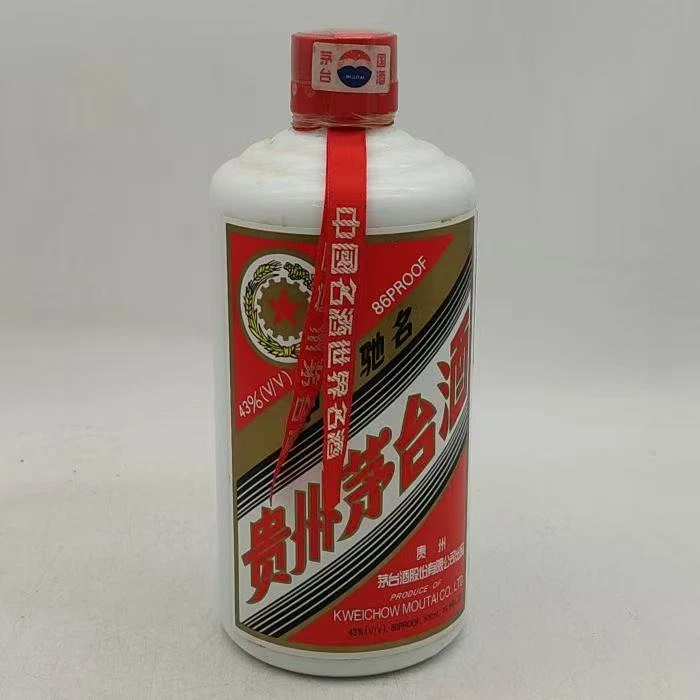 国酒
茅台
MOUTAI
中国名酒世界名酒
86PROOF
43% (V/V)
驰名
贵州茅台酒
贵州
茅台酒股份有限公司出品
PRODUCE OF
KWEICHOW MOUTAI CO. LTD.
43% (V/V), 86PROOF, 500mL